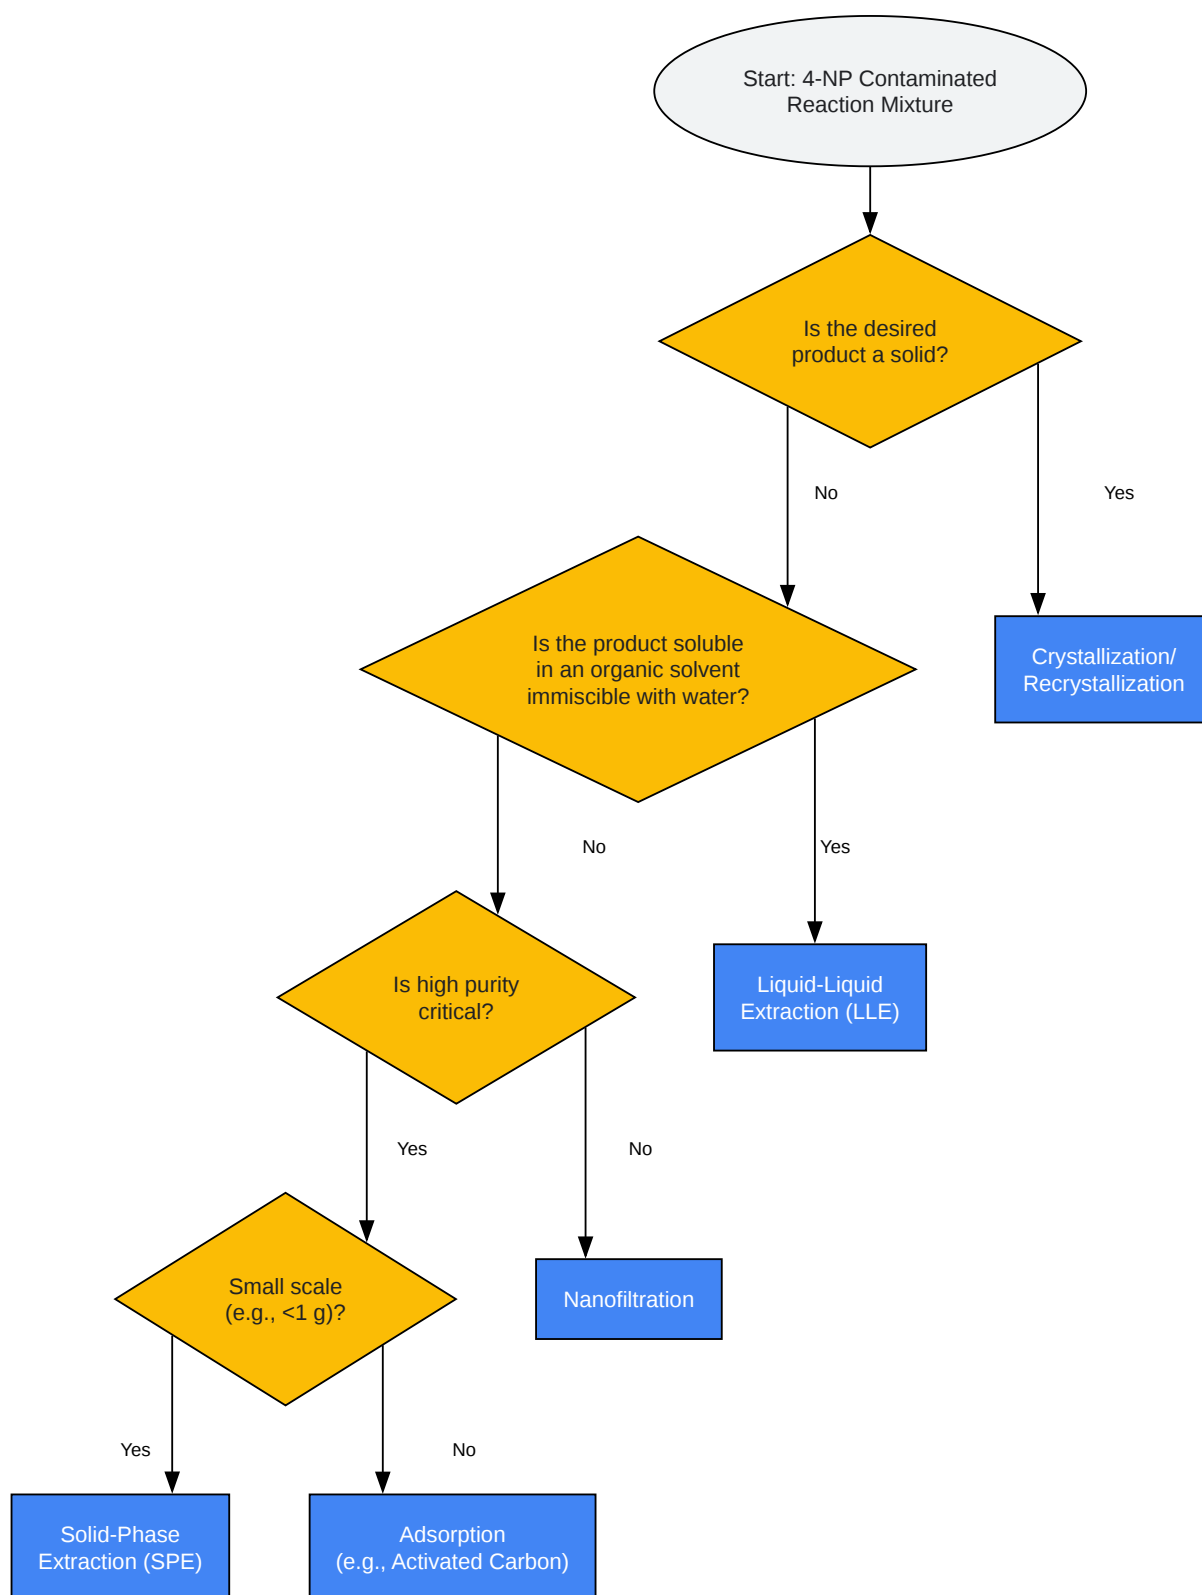 Start: 4-NP Contaminated
Reaction Mixture
Is the desired
product a solid?
No
Yes
Is the product soluble
in an organic solvent
immiscible with water?
Crystallization/
Recrystallization
No
Yes
Is high purity
critical?
Liquid-Liquid
Extraction (LLE)
Yes
No
Small scale
(e.g., <1 g)?
Nanofiltration
Yes
No
Solid-Phase
Extraction (SPE)
Adsorption
(e.g., Activated Carbon)